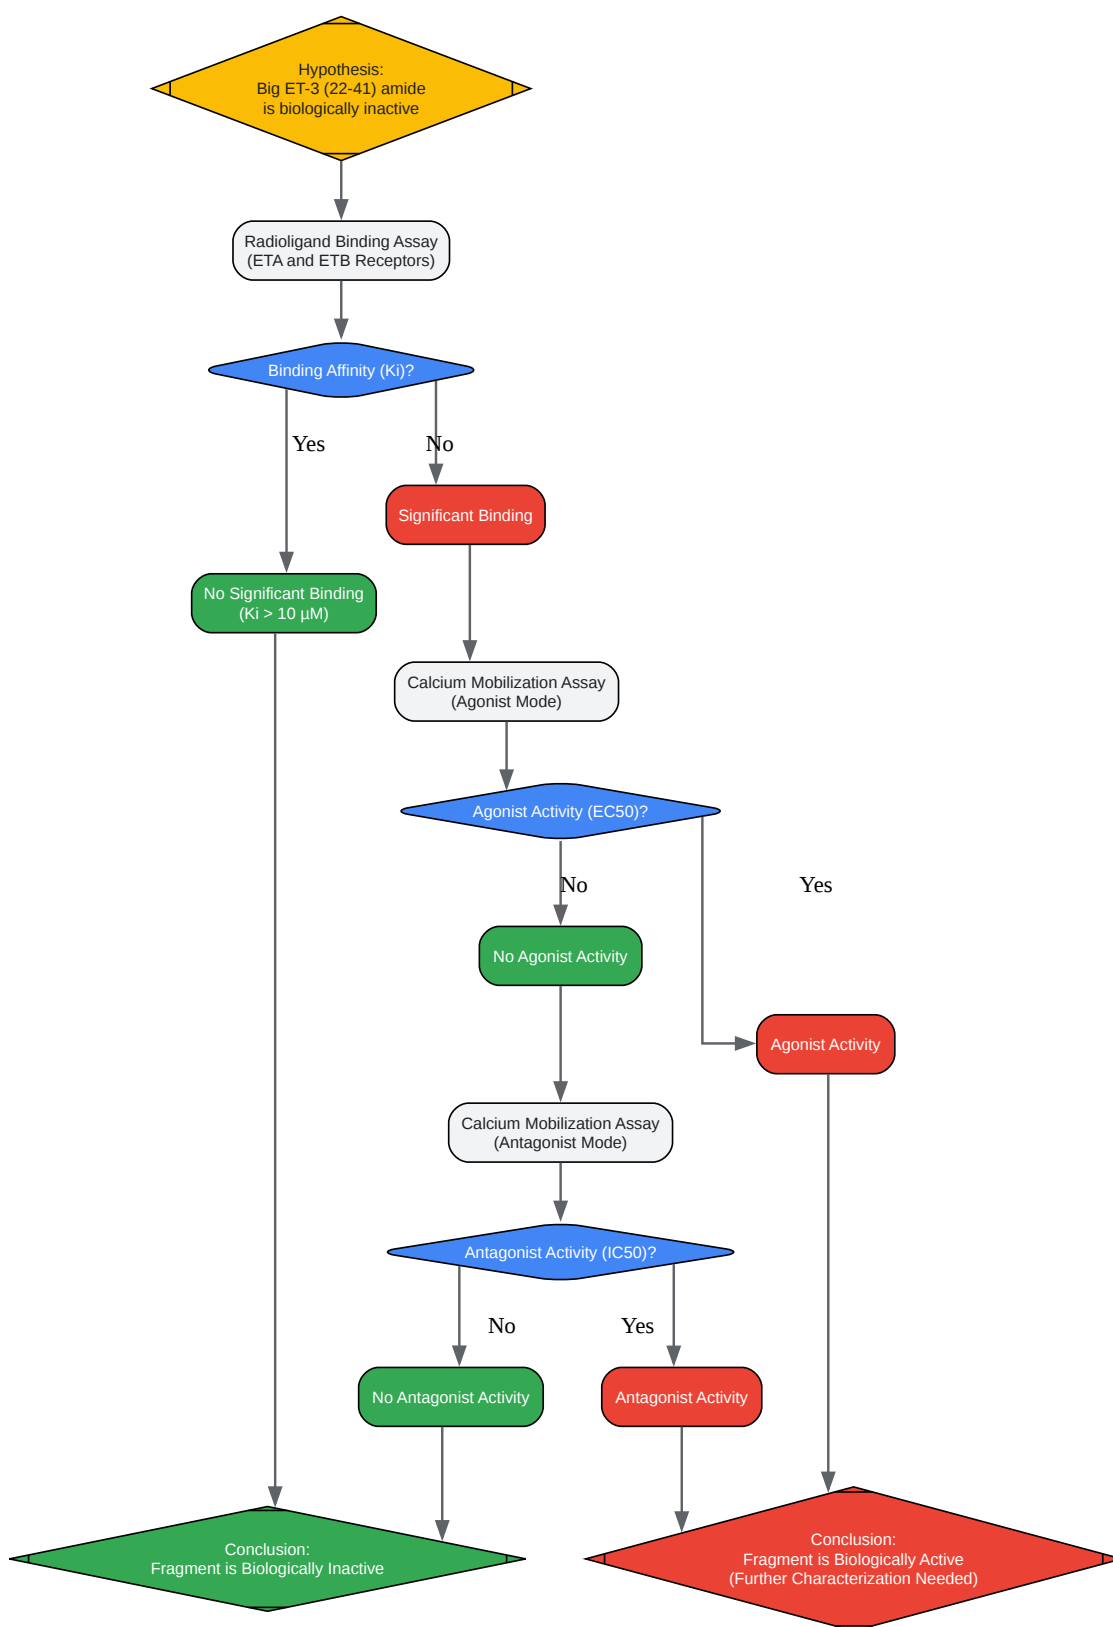 Hypothesis:
Big ET-3 (22-41) amide
is biologically inactive
Radioligand Binding Assay
(ETA and ETB Receptors)
Binding Affinity (Ki)?
Yes
No
Significant Binding
No Significant Binding
(Ki > 10 µM)
Calcium Mobilization Assay
(Agonist Mode)
Agonist Activity (EC50)?
No
Yes
No Agonist Activity
Agonist Activity
Calcium Mobilization Assay
(Antagonist Mode)
Antagonist Activity (IC50)?
No
Yes
No Antagonist Activity
Antagonist Activity
Conclusion:
Fragment is Biologically Inactive
Conclusion:
Fragment is Biologically Active
(Further Characterization Needed)